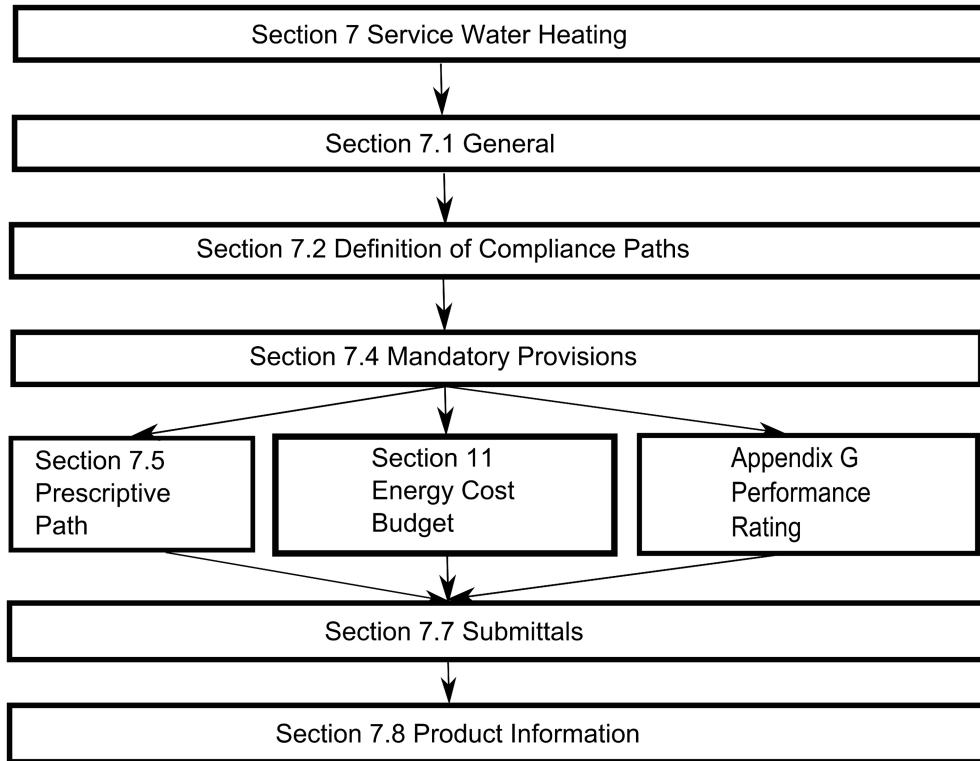 Section 7 Service Water Heating
Section 7.1 General
Section 7.2 Definition of Compliance Paths
Section 7.4 Mandatory Provisions
Section 7.5
Prescriptive
Path
Section 11
Energy Cost
Budget
Appendix G
Performance
Rating
Section 7.7 Submittals
Section 7.8 Product Information